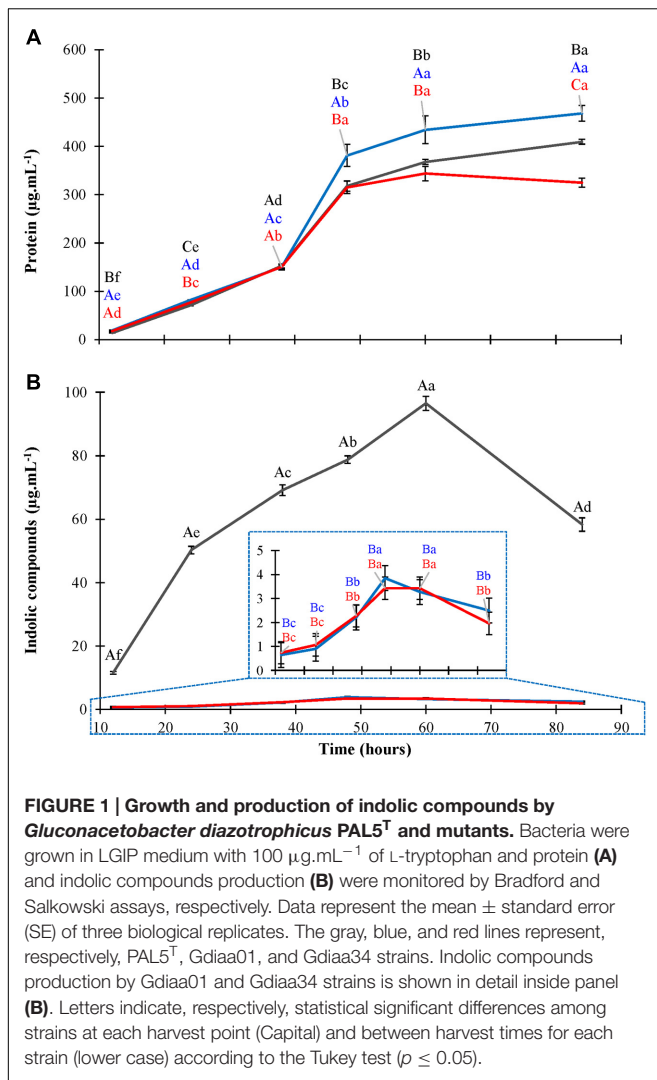 A
600
500
400
300
200
100
0
Protein (µg.mL-1)
Bf
Ae
Ad
Ce
Ad
Bc
Ad
Ac
Ab
Bc
Ab
Ba
Bb
Aa
Ba
Ba
Aa
Ca
B
100
80
60
40
20
0
Indolic compounds (µg.mL-1)
Af
Ae
Ac
Ab
Aa
Ad
5
4
3
2
1
0
Bc
Bc
Bc
Bc
Bb
Bb
Ba
Ba
Ba
Ba
Bb
Bb
10 20 30 40 50 60 70 80 90
Time (hours)
FIGURE 1 | Growth and production of indolic compounds by
Gluconacetobacter diazotrophicus PAL5ᵀ and mutants. Bacteria were
grown in LGIP medium with 100 µg.mL⁻¹ of L-tryptophan and protein (A)
and indolic compounds production (B) were monitored by Bradford and
Salkowski assays, respectively. Data represent the mean ± standard error
(SE) of three biological replicates. The gray, blue, and red lines represent,
respectively, PAL5ᵀ, Gdiaa01, and Gdiaa34 strains. Indolic compounds
production by Gdiaa01 and Gdiaa34 strains is shown in detail inside panel
(B). Letters indicate, respectively, statistical significant differences among
strains at each harvest point (Capital) and between harvest times for each
strain (lower case) according to the Tukey test (p ≤ 0.05).